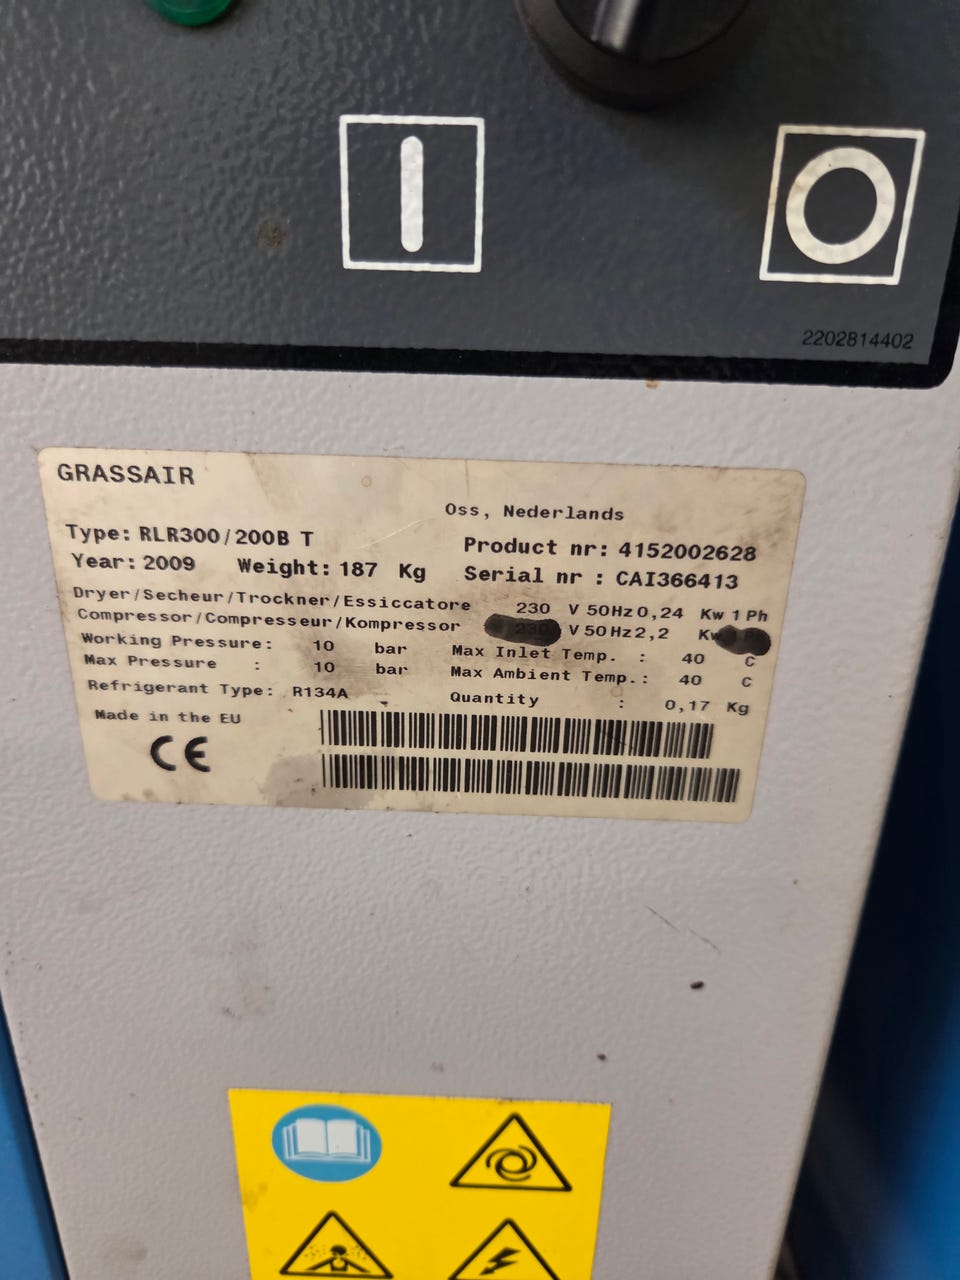 2202814402
GRASSAIR
Oss, Nederlands
Type: RLR300/200B T
Product nr: 4152002628
Year: 2009 Weight: 187 Kg
Serial nr : CAI366413
Dryer/Secheur/Trockner/Essiccatore 230 V 50Hz 0,24 Kw 1 Ph
Compressor/Compresseur/Kompressor 230 V 50Hz 2,2 Kw
Working Pressure: 10 bar
Max Inlet Temp. : 40 C
Max Pressure : 10 bar
Max Ambient Temp.: 40 C
Refrigerant Type: R134A
Quantity : 0,17 Kg
Made in the EU
CE